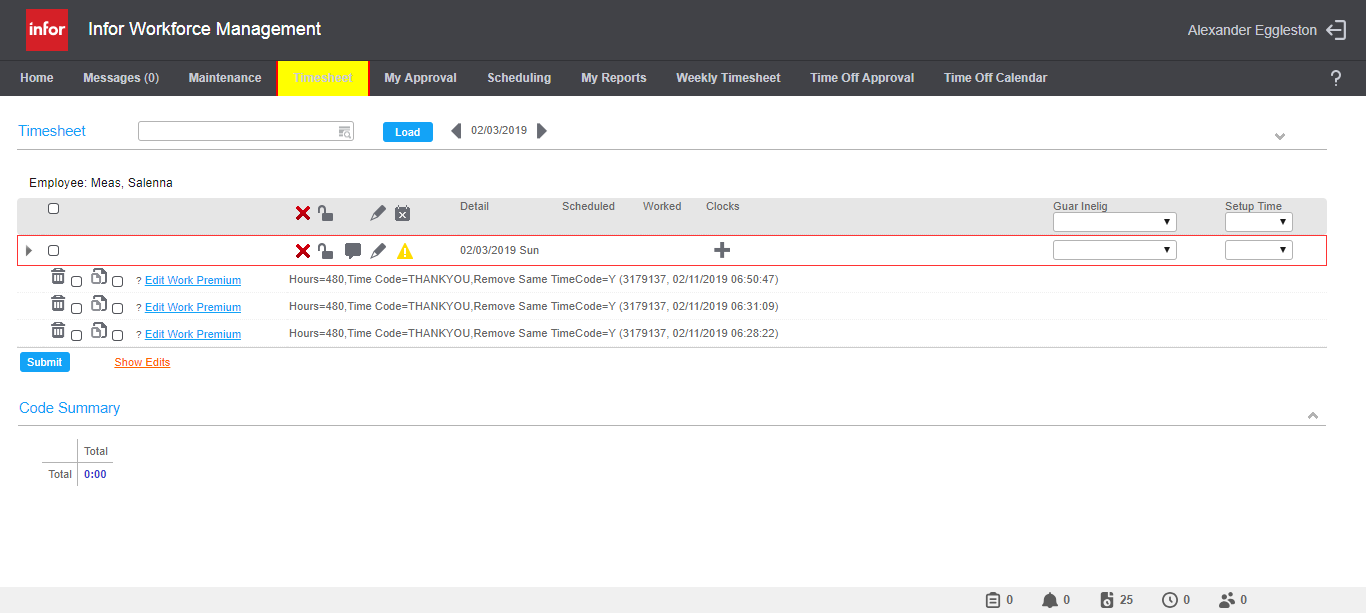 infor Infor Workforce Management Alexander Eggleston
Home Messages (0) Maintenance Timesheet My Approval Scheduling My Reports Weekly Timesheet Time Off Approval Time Off Calendar ?
Timesheet Load 02/03/2019
Employee: Meas, Salenna
Detail Scheduled Worked Clocks Guar Inelig Setup Time
02/03/2019 Sun
? Edit Work Premium Hours=480,Time Code=THANKYOU,Remove Same TimeCode=Y (3179137, 02/11/2019 06:50:47)
? Edit Work Premium Hours=480,Time Code=THANKYOU,Remove Same TimeCode=Y (3179137, 02/11/2019 06:31:09)
? Edit Work Premium Hours=480,Time Code=THANKYOU,Remove Same TimeCode=Y (3179137, 02/11/2019 06:28:22)
Submit Show Edits
Code Summary
Total
Total 0:00
0 0 25 0 0